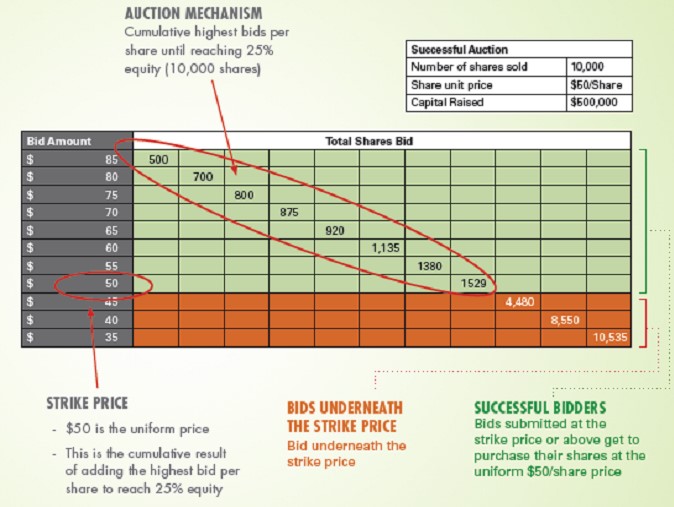 AUCTION MECHANISM
Cumulative highest bids per
share until reaching 25%
equity (10,000 shares)
Successful Auction
Number of shares sold 10,000
Share unit price $50/Share
Capital Raised $500,000
Bid Amount Total Shares Bid
$ 85 500
$ 80 700
$ 75 800
$ 70 875
$ 65 920
$ 60 1,135
$ 55 1380
$ 50 1529
$ 45 4,480
$ 40 8,550
$ 35 10,535
STRIKE PRICE
- $50 is the uniform price
- This is the cumulative result
of adding the highest bid per
share to reach 25% equity
BIDS UNDERNEATH
THE STRIKE PRICE
Bid underneath the
strike price
SUCCESSFUL BIDDERS
Bids submitted at the
strike price or above get to
purchase their shares at the
uniform $50/share price